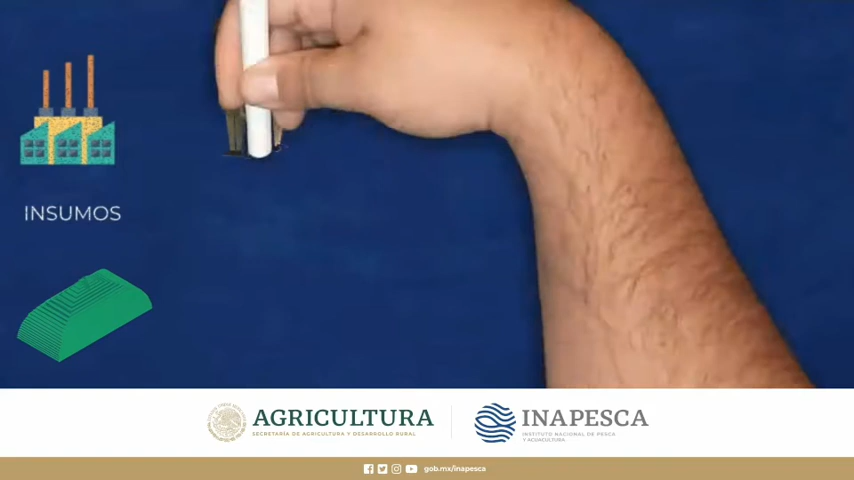 INSUMOS
AGRICULTURA
SECRETARÍA DE AGRICULTURA Y DESARROLLO RURAL
INAPESCA
INSTITUTO NACIONAL DE PESCA
Y ACUACULTURA
gob.mx/inapesca